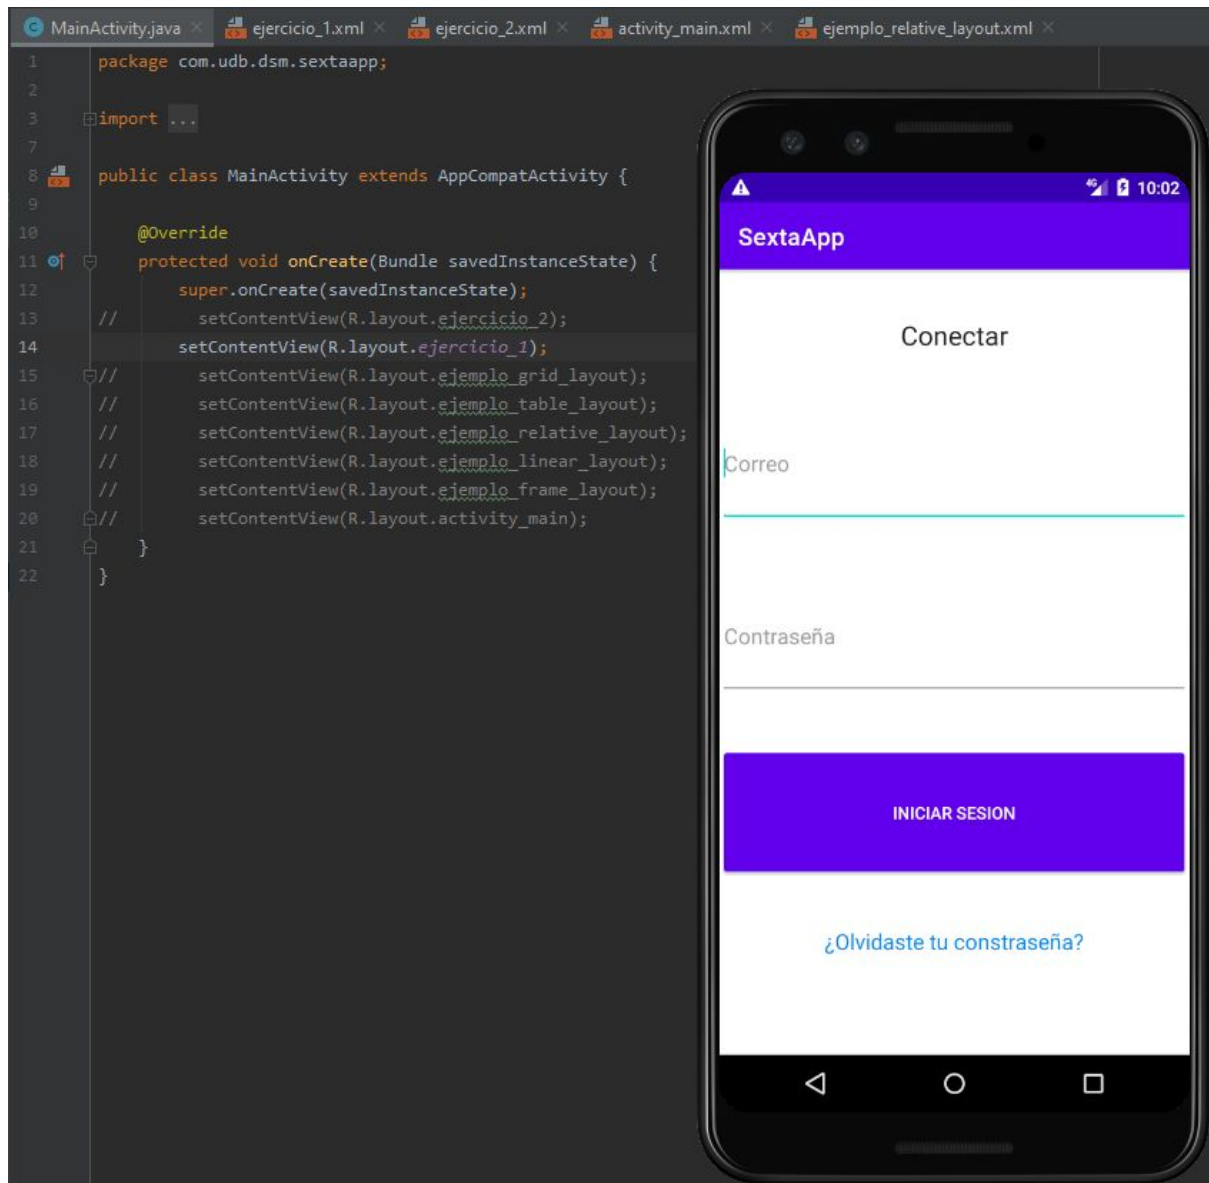 MainActivity.java
ejercicio_1.xml
ejercicio_2.xml
activity_main.xml
ejemplo_relative_layout.xml
1 package com.udb.dsm.sextaapp;
2
3 import ...
7
8 public class MainActivity extends AppCompatActivity {
9
10 @Override
11 protected void onCreate(Bundle savedInstanceState) {
12 super.onCreate(savedInstanceState);
13 // setContentView(R.layout.ejercicio_2);
14 setContentView(R.layout.ejercicio_1);
15 // setContentView(R.layout.ejemplo_grid_layout);
16 // setContentView(R.layout.ejemplo_table_layout);
17 // setContentView(R.layout.ejemplo_relative_layout);
18 // setContentView(R.layout.ejemplo_linear_layout);
19 // setContentView(R.layout.ejemplo_frame_layout);
20 // setContentView(R.layout.activity_main);
21 }
22 }
4G 10:02
SextaApp
Conectar
Correo
Contraseña
INICIAR SESION
¿Olvidaste tu constraseña?